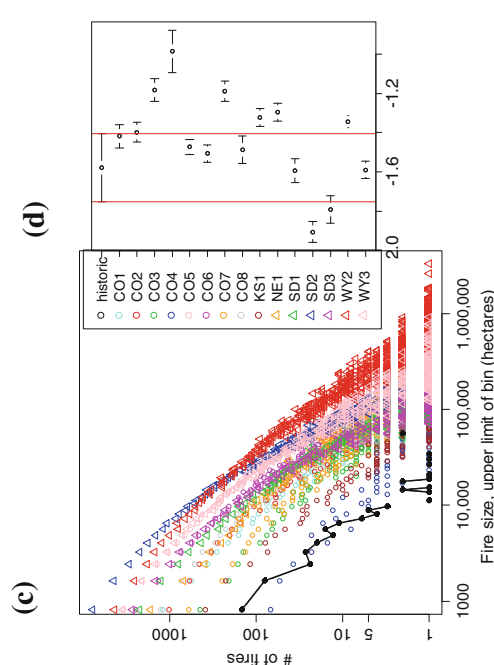 (c)
# of fires
1000
100
10
5
1
1000
10,000
100,000
1,000,000
Fire size, upper limit of bin (hectares)
historic
CO1
CO2
CO3
CO4
CO5
CO6
CO7
CO8
KS1
NE1
SD1
SD2
SD3
WY2
WY3
(d)
2.0
-1.6
-1.2